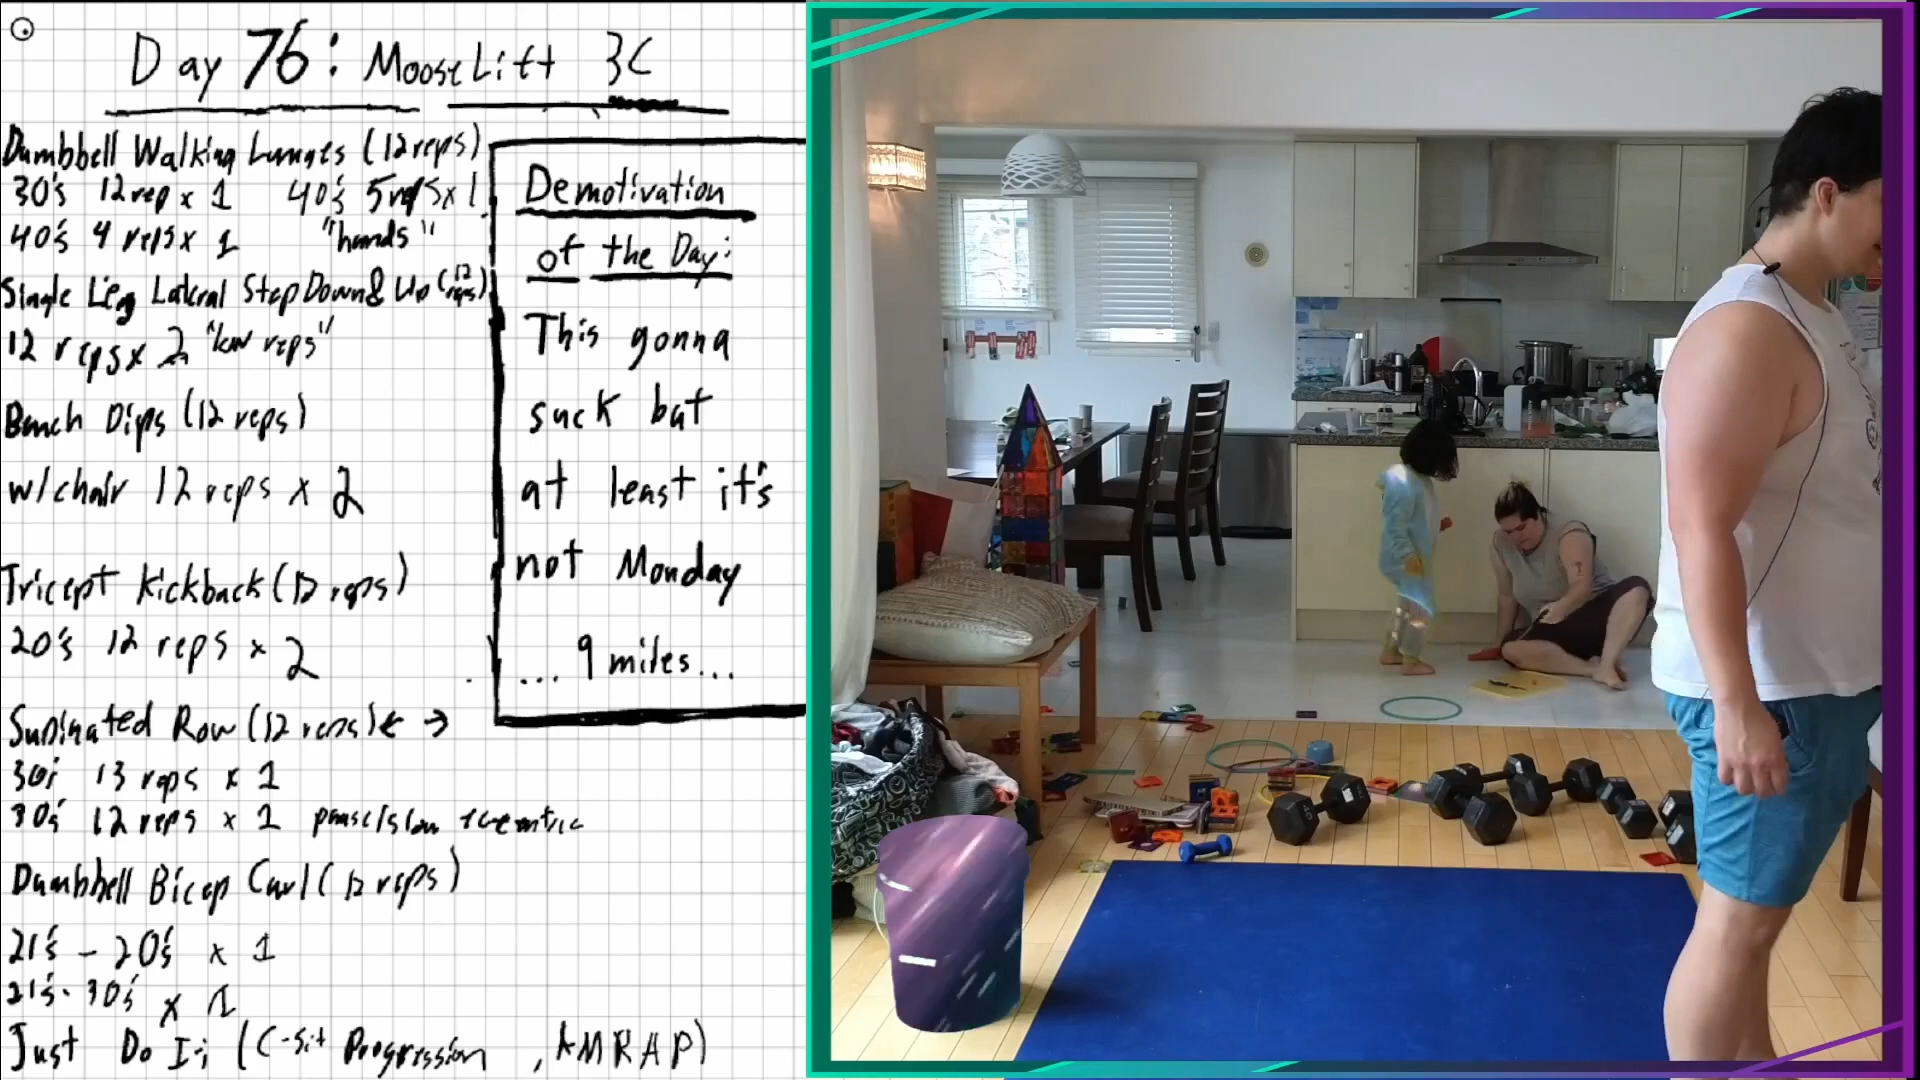 Day 76: MooseLift 3C
Dumbbell Walking Lunges (12 reps)
30's 12 rep x 1 40's 5 reps x 1
40's 4 reps x 1 "hands"
Single Leg Lateral Step Down & Up (12 reps)
12 reps x 2 "low reps"
Bench Dips (12 reps)
w/chair 12 reps x 2
Tricept Kickback (12 reps)
20's 12 reps x 2
Supinated Row (12 reps) ← →
30's 13 reps x 1
30's 12 reps x 1 pause/slow eccentric
Dumbbell Bicep Curl (12 reps)
21's - 20's x 1
21's - 30's x 1
Just Do It (C-sit Progression, AMRAP)
Demotivation
of the Day:
This gonna
suck but
at least it's
not Monday
... 9 miles...